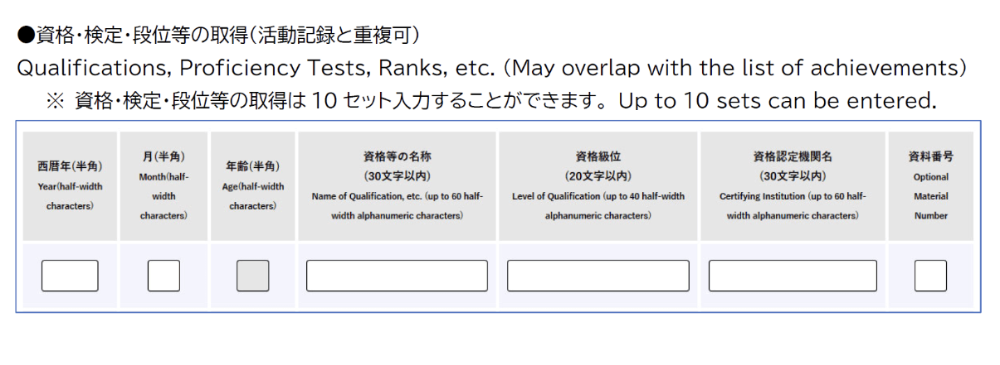 ●資格・検定・段位等の取得（活動記録と重複可）
Qualifications, Proficiency Tests, Ranks, etc. (May overlap with the list of achievements)
※ 資格・検定・段位等の取得は 10 セット入力することができます。 Up to 10 sets can be entered.
西暦年(半角)
Year(half-width
characters)
月(半角)
Month(half-
width
characters)
年齢(半角)
Age(half-width
characters)
資格等の名称
(30文字以内)
Name of Qualification, etc. (up to 60 half-
width alphanumeric characters)
資格級位
(20文字以内)
Level of Qualification (up to 40 half-width
alphanumeric characters)
資格認定機関名
(30文字以内)
Certifying Institution (up to 60 half-
width alphanumeric characters)
資料番号
Optional
Material
Number